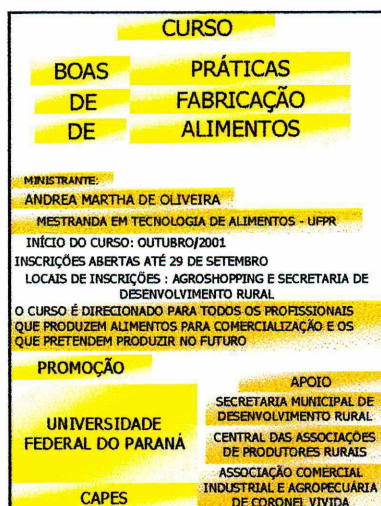 CURSO
BOAS PRÁTICAS
DE FABRICAÇÃO
DE ALIMENTOS
MINISTRANTE:
ANDREA MARTHA DE OLIVEIRA
MESTRANDA EM TECNOLOGIA DE ALIMENTOS - UFPR
INÍCIO DO CURSO: OUTUBRO/2001
INSCRIÇÕES ABERTAS ATÉ 29 DE SETEMBRO
LOCAIS DE INSCRIÇÕES : AGROSHOPPING E SECRETARIA DE
DESENVOLVIMENTO RURAL
O CURSO É DIRECIONADO PARA TODOS OS PROFISSIONAIS
QUE PRODUZEM ALIMENTOS PARA COMERCIALIZAÇÃO E OS
QUE PRETENDEM PRODUZIR NO FUTURO
PROMOÇÃO
UNIVERSIDADE
FEDERAL DO PARANÁ
CAPES
APOIO
SECRETARIA MUNICIPAL DE
DESENVOLVIMENTO RURAL
CENTRAL DAS ASSOCIAÇÕES
DE PRODUTORES RURAIS
ASSOCIAÇÃO COMERCIAL
INDUSTRIAL E AGROPECUÁRIA
DE CORONEL VIVIDA